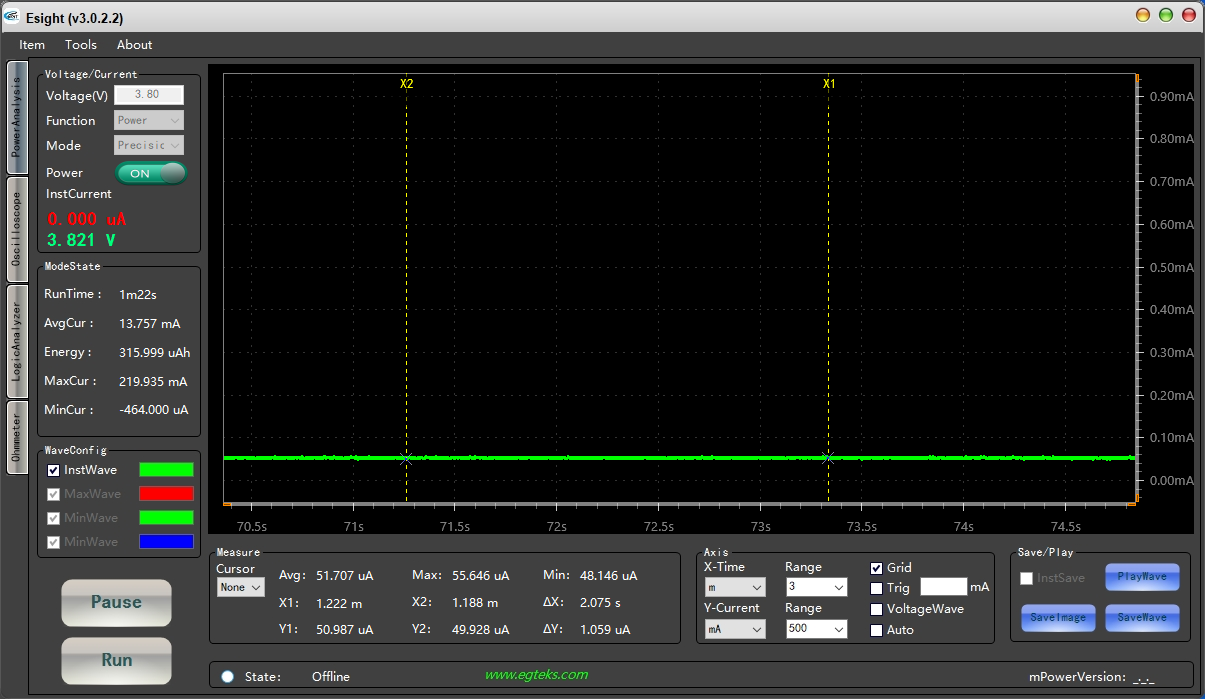 Esight (v3.0.2.2)
Item Tools About
PowerAnalysis
Oscilloscope
LogicAnalyzer
Ohmmeter
Voltage/Current
Voltage(V) 3.80
Function Power
Mode Precisic
Power ON
InstCurrent
0.000 uA
3.821 V
ModeState
RunTime : 1m22s
AvgCur : 13.757 mA
Energy : 315.999 uAh
MaxCur : 219.935 mA
MinCur : -464.000 uA
WaveConfig
InstWave
MaxWave
MinWave
MinWave
Pause
Run
X2 X1
0.90mA
0.80mA
0.70mA
0.60mA
0.50mA
0.40mA
0.30mA
0.20mA
0.10mA
0.00mA
70.5s 71s 71.5s 72s 72.5s 73s 73.5s 74s 74.5s
Measure
Cursor
None
Avg: 51.707 uA Max: 55.646 uA Min: 48.146 uA
X1: 1.222 m X2: 1.188 m ΔX: 2.075 s
Y1: 50.987 uA Y2: 49.928 uA ΔY: 1.059 uA
Axis
X-Time Range
m 3
Y-Current Range
mA 500
Grid
Trig mA
VoltageWave
Auto
Save/Play
InstSave PlayWave
SaveImage SaveWave
State: Offline www.egteks.com mPowerVersion: _._._